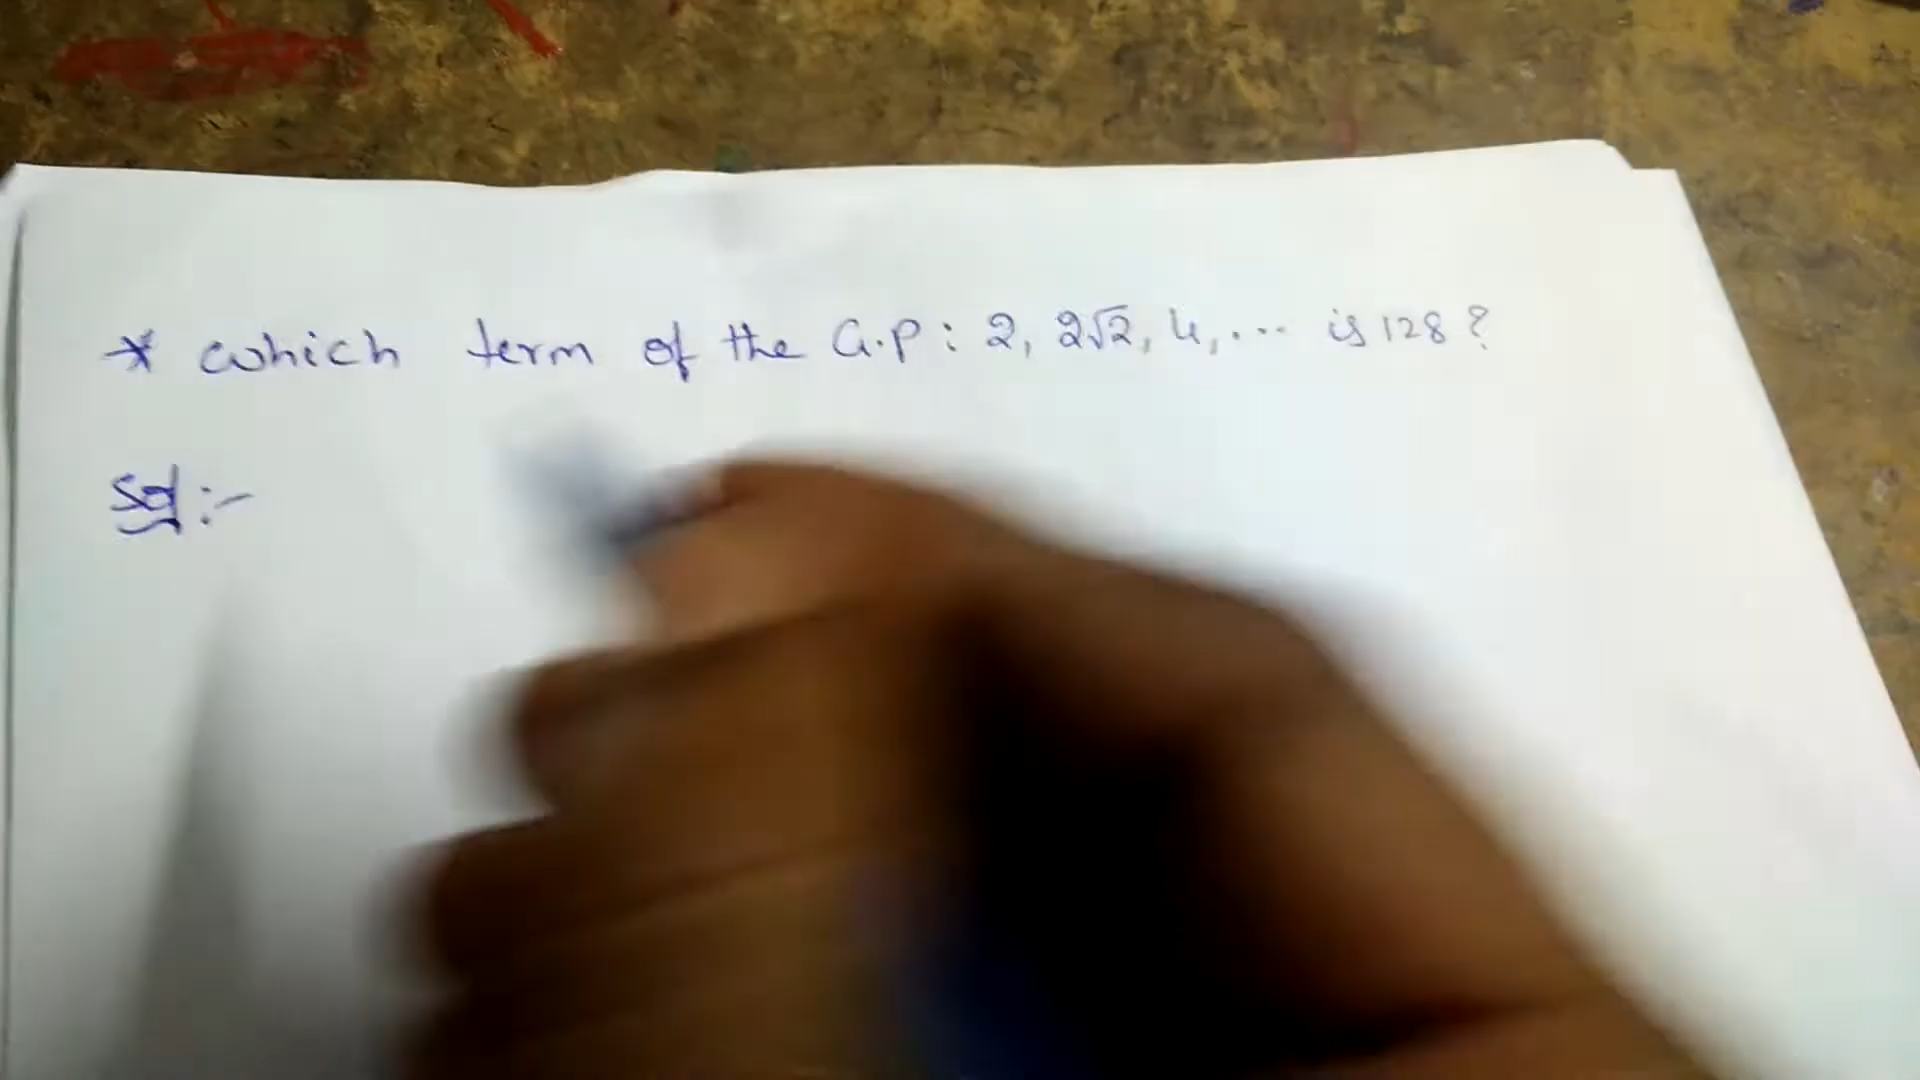 * which term of the G.P : 2, 2√2, 4, ... is 128 ?
Sol :-